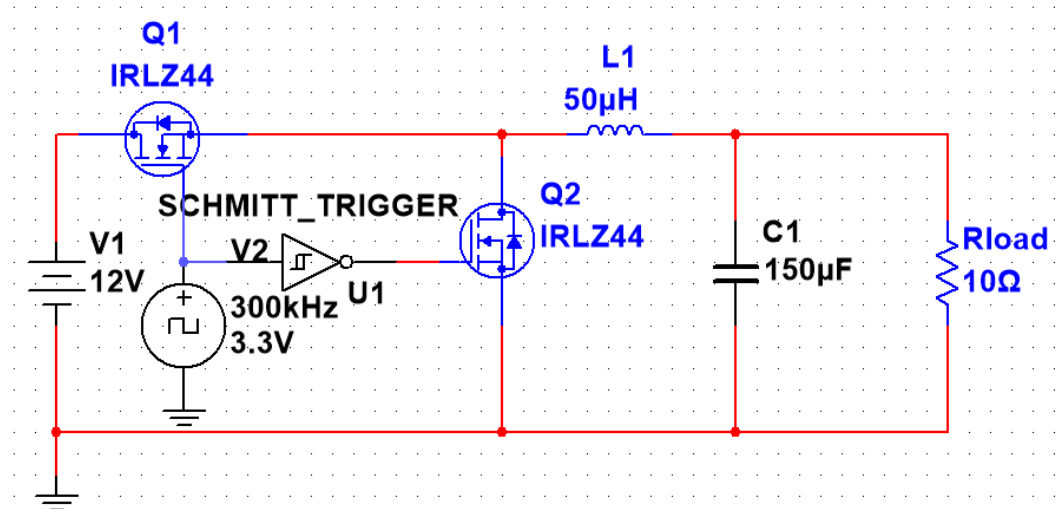 Q1
IRLZ44
L1
50µH
SCHMITT_TRIGGER
Q2
IRLZ44
V1
12V
V2
300kHz
3.3V
U1
C1
150µF
Rload
10Ω